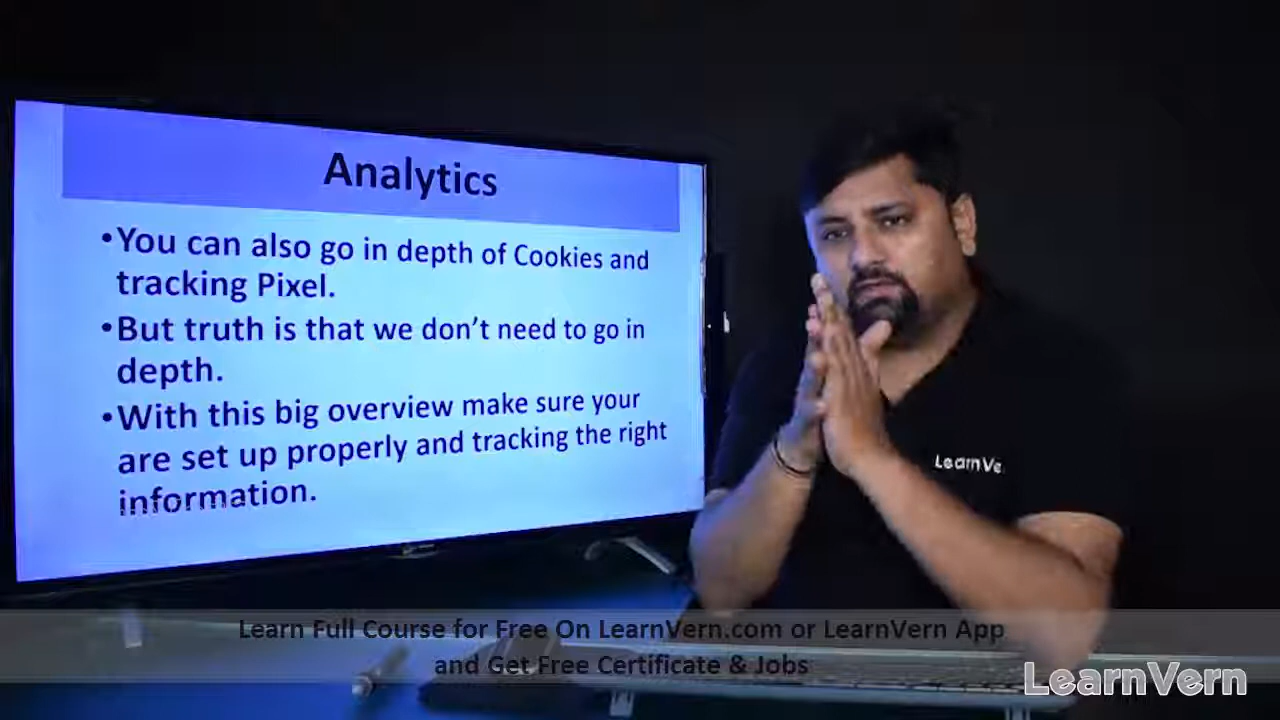 Analytics
•You can also go in depth of Cookies and
tracking Pixel.
•But truth is that we don't need to go in
depth.
•With this big overview make sure your
are set up properly and tracking the right
information.
LearnVe
Learn Full Course for Free On LearnVern.com or LearnVern App
and Get Free Certificate & Jobs
LearnVern